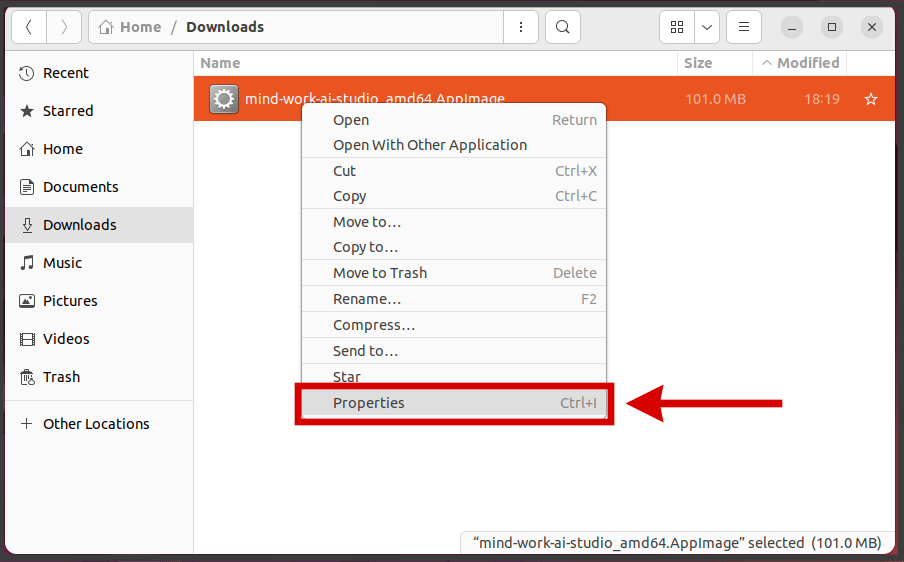 Home / Downloads
Name Size Modified
Recent
Starred
Home
Documents
Downloads
Music
Pictures
Videos
Trash
Other Locations
mind-work-ai-studio_amd64.AppImage 101.0 MB 18:19
Open Return
Open With Other Application
Cut Ctrl+X
Copy Ctrl+C
Move to…
Copy to…
Move to Trash Delete
Rename… F2
Compress…
Send to…
Star
Properties Ctrl+I
“mind-work-ai-studio_amd64.AppImage” selected (101.0 MB)